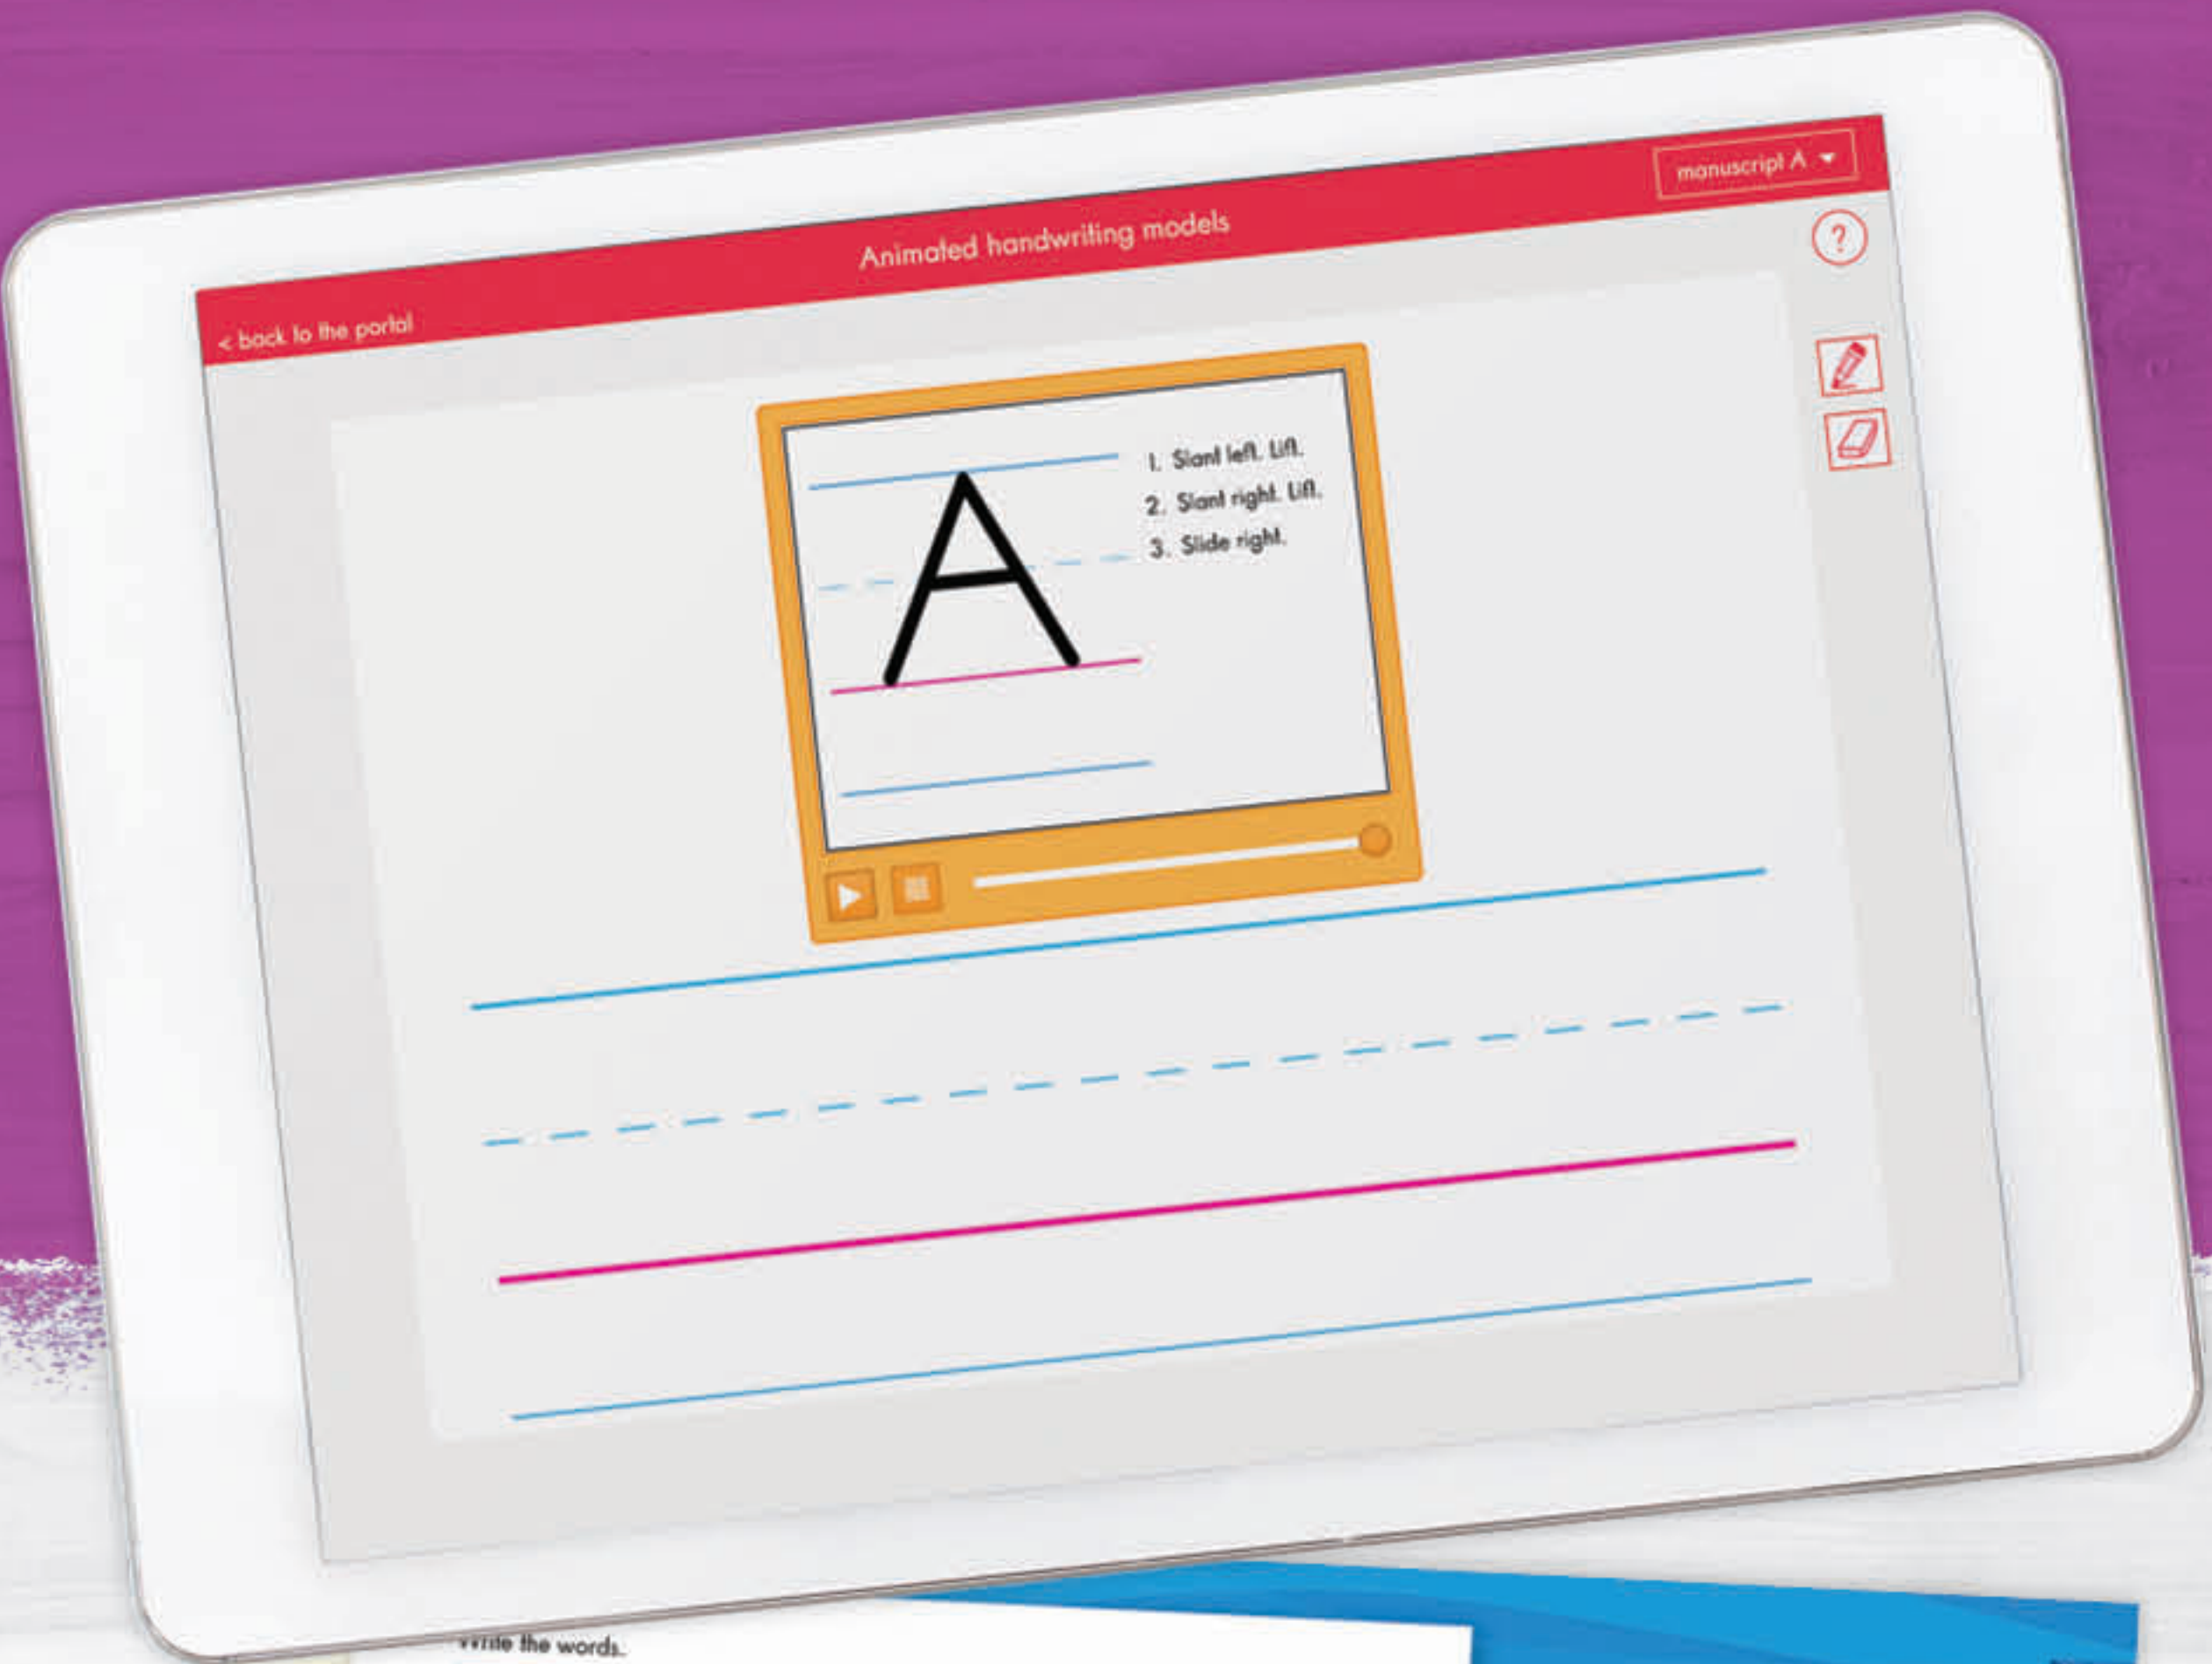 manuscript A
Animated handwriting models
?
< back to the portal
A
1. Slant left. Lift.
2. Slant right. Lift.
3. Slide right.
Write the words.